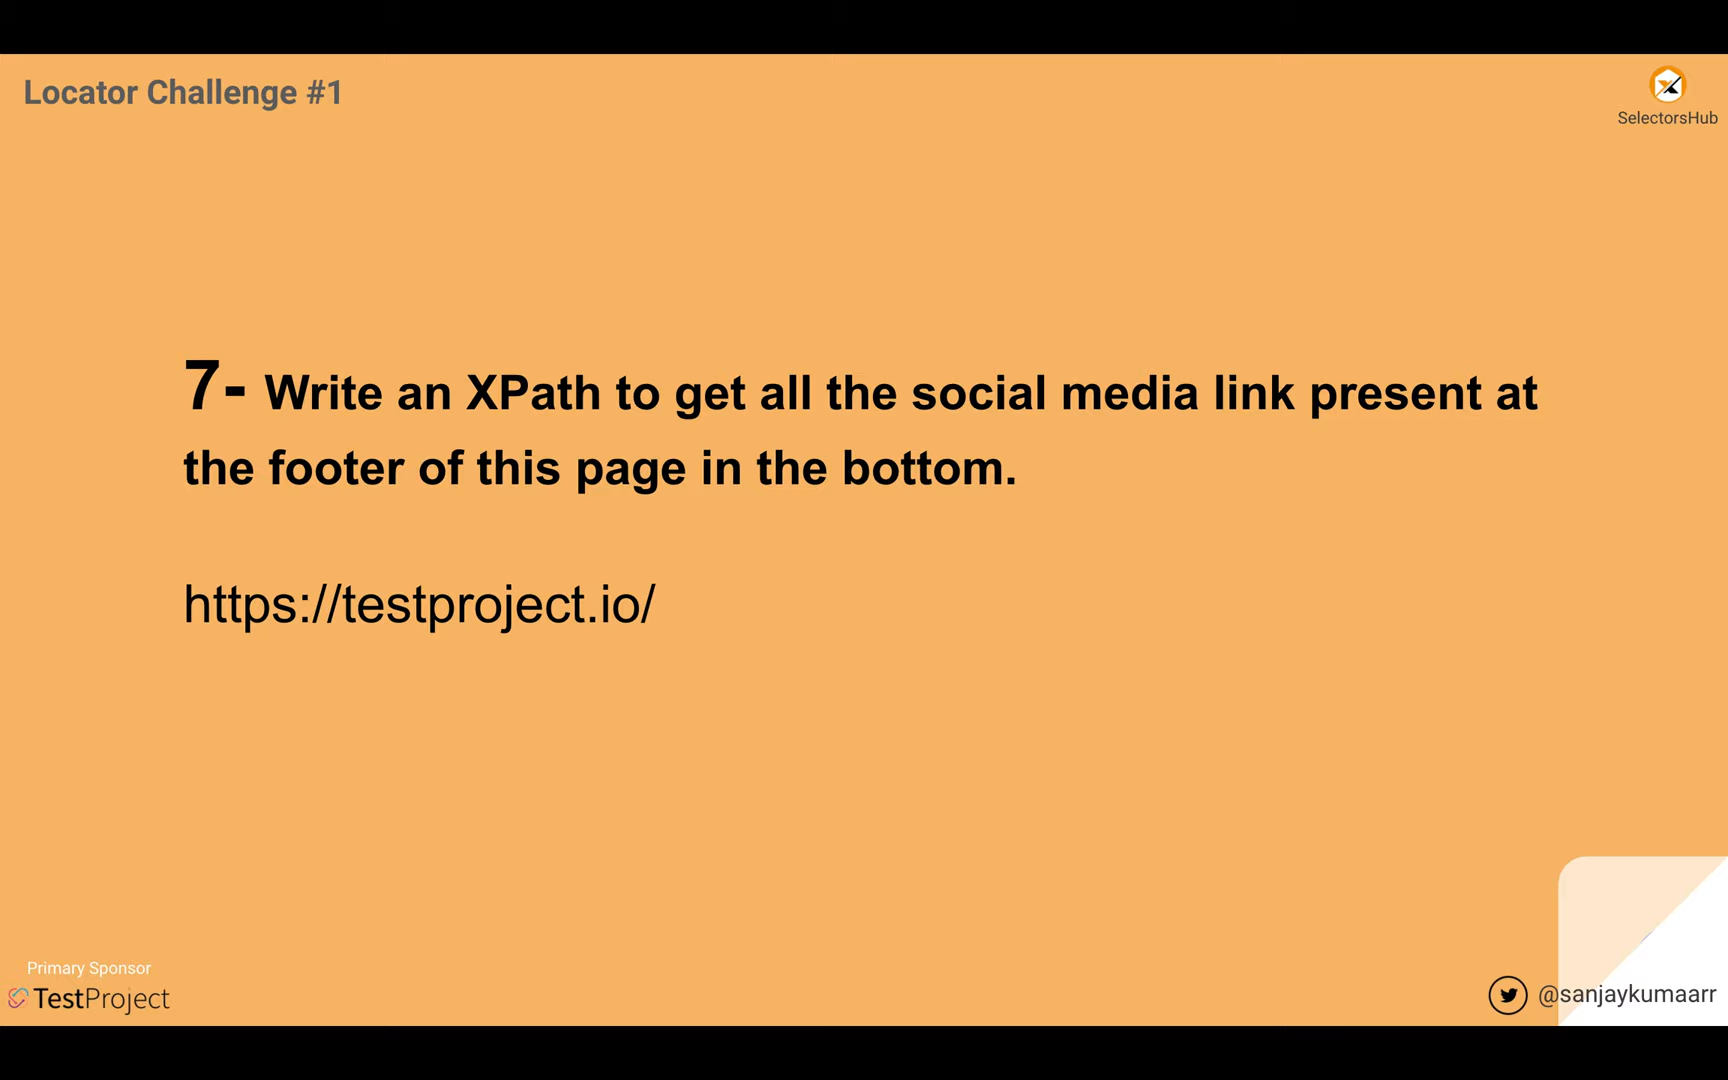 Locator Challenge #1
SelectorsHub
7- Write an XPath to get all the social media link present at
the footer of this page in the bottom.
https://testproject.io/
Primary Sponsor
TestProject
@sanjaykumaarr